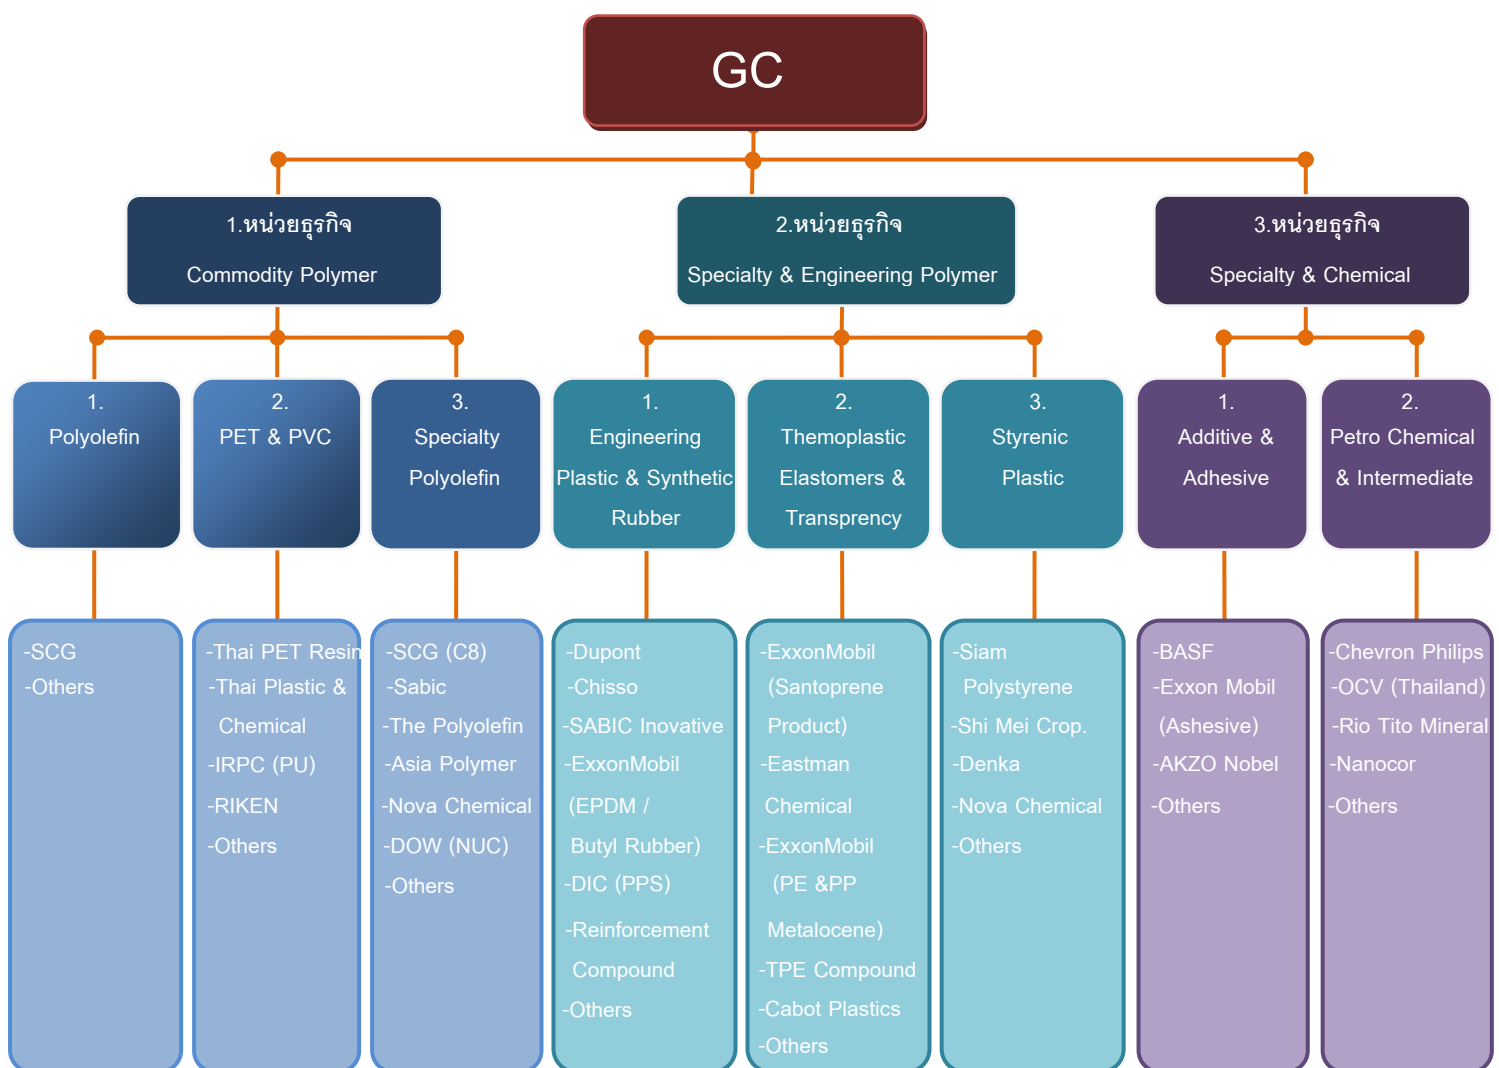 GC
1.หน่วยธุรกิจ
Commodity Polymer
2.หน่วยธุรกิจ
Specialty & Engineering Polymer
3.หน่วยธุรกิจ
Specialty & Chemical
1.
Polyolefin
2.
PET & PVC
3.
Specialty
Polyolefin
1.
Engineering
Plastic & Synthetic
Rubber
2.
Themoplastic
Elastomers &
Transprency
3.
Styrenic
Plastic
1.
Additive &
Adhesive
2.
Petro Chemical
& Intermediate
-SCG
-Others
-Thai PET Resin
-Thai Plastic &
Chemical
-IRPC (PU)
-RIKEN
-Others
-SCG (C8)
-Sabic
-The Polyolefin
-Asia Polymer
-Nova Chemical
-DOW (NUC)
-Others
-Dupont
-Chisso
-SABIC Inovative
-ExxonMobil
(EPDM /
Butyl Rubber)
-DIC (PPS)
-Reinforcement
Compound
-Others
-ExxonMobil
(Santoprene
Product)
-Eastman
Chemical
-ExxonMobil
(PE &PP
Metalocene)
-TPE Compound
-Cabot Plastics
-Others
-Siam
Polystyrene
-Shi Mei Crop.
-Denka
-Nova Chemical
-Others
-BASF
-Exxon Mobil
(Ashesive)
-AKZO Nobel
-Others
-Chevron Philips
-OCV (Thailand)
-Rio Tito Mineral
-Nanocor
-Others